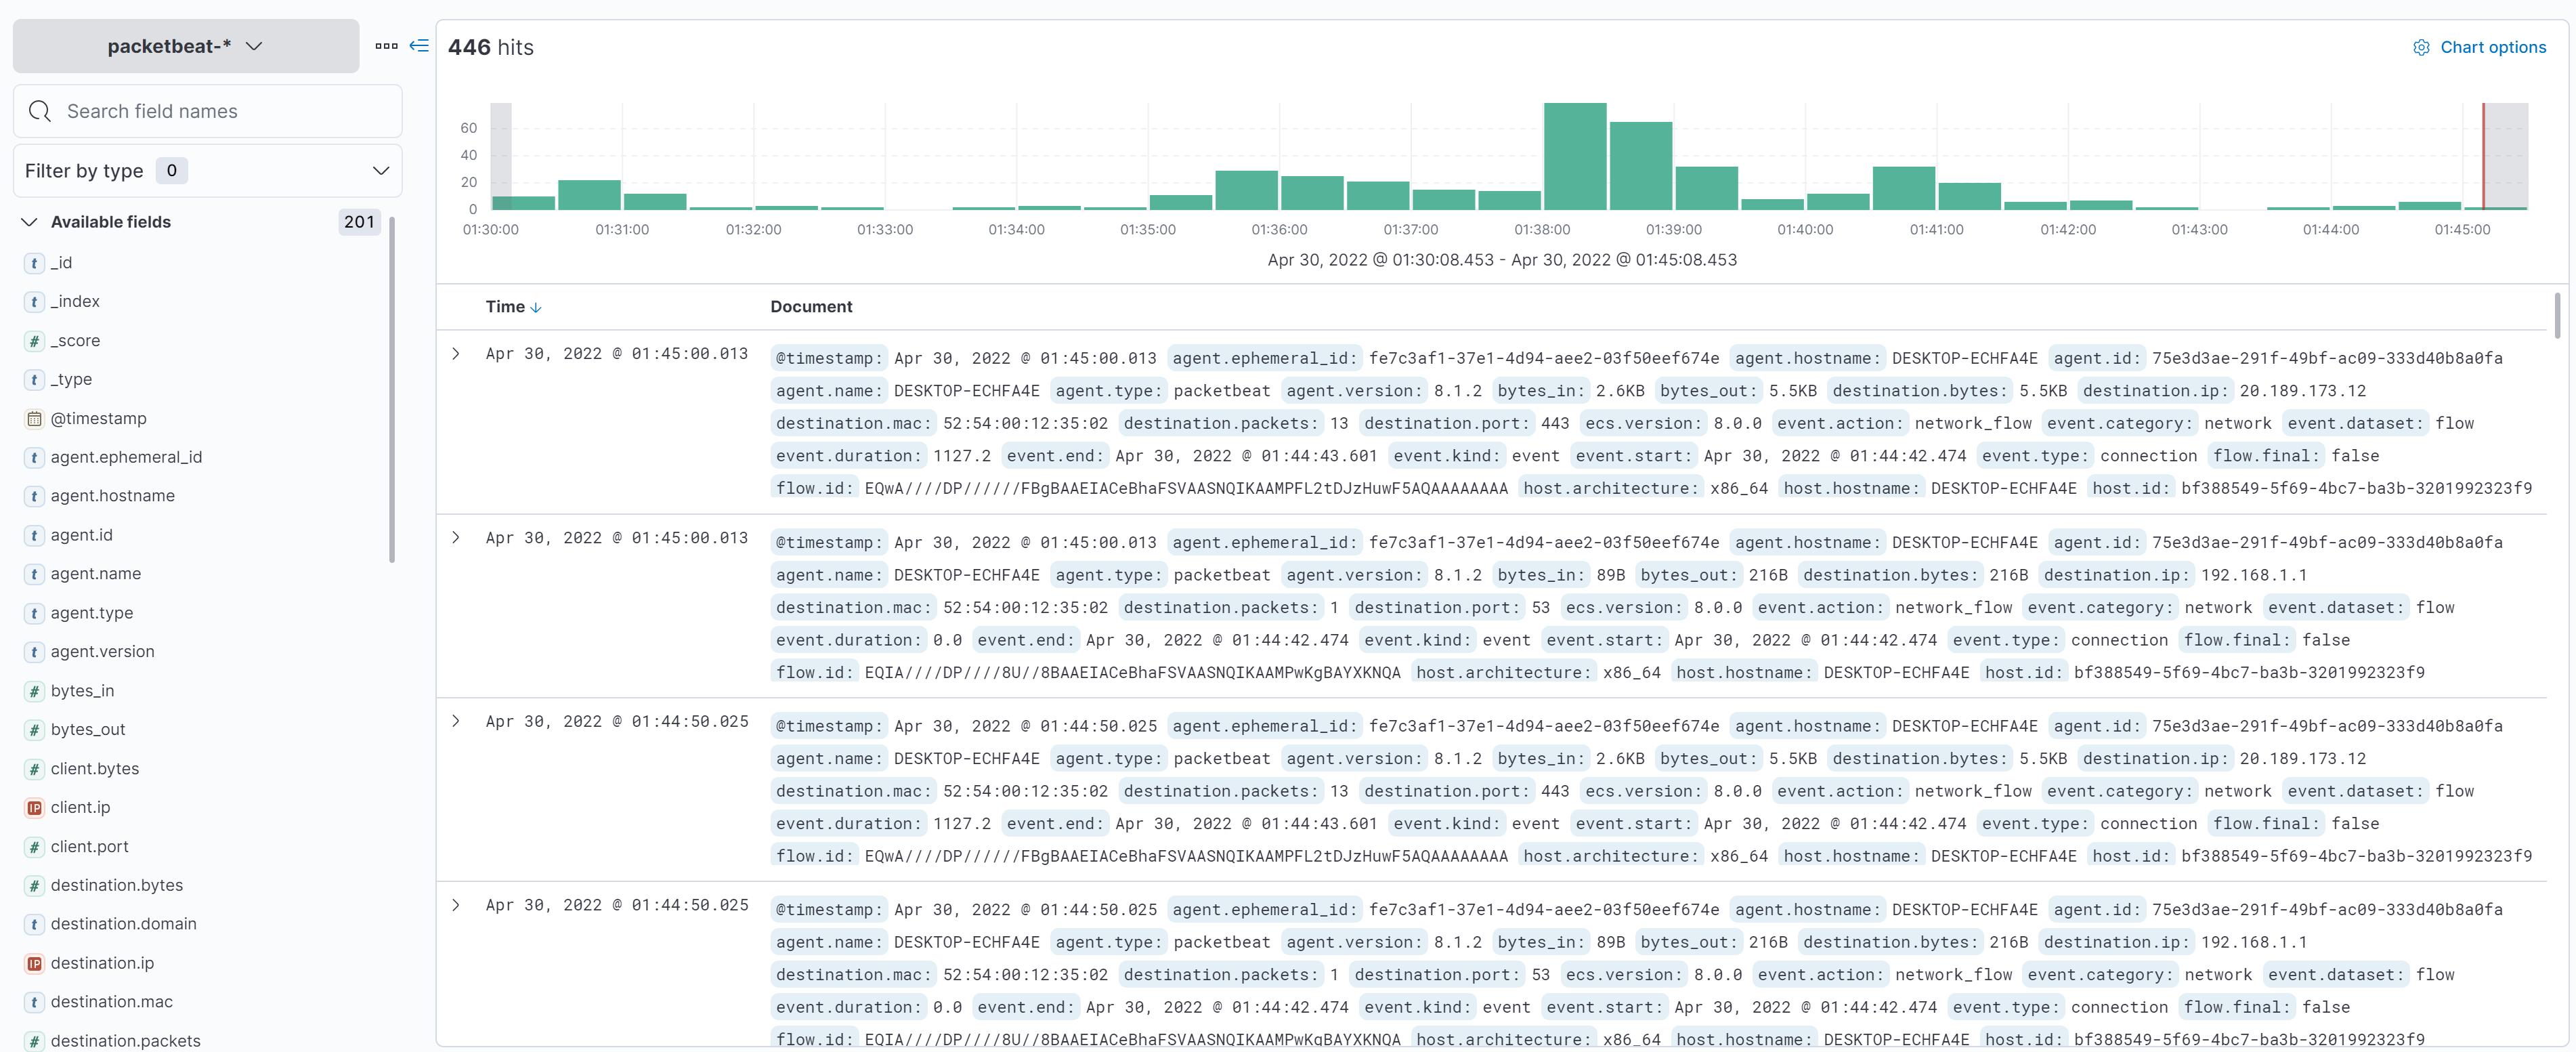 packetbeat-*
Search field names
Filter by type 0
Available fields 201
_id
_index
_score
_type
@timestamp
agent.ephemeral_id
agent.hostname
agent.id
agent.name
agent.type
agent.version
bytes_in
bytes_out
client.bytes
client.ip
client.port
destination.bytes
destination.domain
destination.ip
destination.mac
destination.packets
446 hits
Chart options
60
40
20
0
01:30:00 01:31:00 01:32:00 01:33:00 01:34:00 01:35:00 01:36:00 01:37:00 01:38:00 01:39:00 01:40:00 01:41:00 01:42:00 01:43:00 01:44:00 01:45:00
Apr 30, 2022 @ 01:30:08.453 - Apr 30, 2022 @ 01:45:08.453
Time Document
Apr 30, 2022 @ 01:45:00.013 @timestamp: Apr 30, 2022 @ 01:45:00.013 agent.ephemeral_id: fe7c3af1-37e1-4d94-aee2-03f50eef674e agent.hostname: DESKTOP-ECHFA4E agent.id: 75e3d3ae-291f-49bf-ac09-333d40b8a0fa
agent.name: DESKTOP-ECHFA4E agent.type: packetbeat agent.version: 8.1.2 bytes_in: 2.6KB bytes_out: 5.5KB destination.bytes: 5.5KB destination.ip: 20.189.173.12
destination.mac: 52:54:00:12:35:02 destination.packets: 13 destination.port: 443 ecs.version: 8.0.0 event.action: network_flow event.category: network event.dataset: flow
event.duration: 1127.2 event.end: Apr 30, 2022 @ 01:44:43.601 event.kind: event event.start: Apr 30, 2022 @ 01:44:42.474 event.type: connection flow.final: false
flow.id: EQwA////DP//////FBgBAAEIACeBhaFSVAASNQIKAAMPFL2tDJzHuwF5AQAAAAAAAA host.architecture: x86_64 host.hostname: DESKTOP-ECHFA4E host.id: bf388549-5f69-4bc7-ba3b-3201992323f9
Apr 30, 2022 @ 01:45:00.013 @timestamp: Apr 30, 2022 @ 01:45:00.013 agent.ephemeral_id: fe7c3af1-37e1-4d94-aee2-03f50eef674e agent.hostname: DESKTOP-ECHFA4E agent.id: 75e3d3ae-291f-49bf-ac09-333d40b8a0fa
agent.name: DESKTOP-ECHFA4E agent.type: packetbeat agent.version: 8.1.2 bytes_in: 89B bytes_out: 216B destination.bytes: 216B destination.ip: 192.168.1.1
destination.mac: 52:54:00:12:35:02 destination.packets: 1 destination.port: 53 ecs.version: 8.0.0 event.action: network_flow event.category: network event.dataset: flow
event.duration: 0.0 event.end: Apr 30, 2022 @ 01:44:42.474 event.kind: event event.start: Apr 30, 2022 @ 01:44:42.474 event.type: connection flow.final: false
flow.id: EQIA////DP////8U//8BAAEIACeBhaFSVAASNQIKAAMPwKgBAYXKNQA host.architecture: x86_64 host.hostname: DESKTOP-ECHFA4E host.id: bf388549-5f69-4bc7-ba3b-3201992323f9
Apr 30, 2022 @ 01:44:50.025 @timestamp: Apr 30, 2022 @ 01:44:50.025 agent.ephemeral_id: fe7c3af1-37e1-4d94-aee2-03f50eef674e agent.hostname: DESKTOP-ECHFA4E agent.id: 75e3d3ae-291f-49bf-ac09-333d40b8a0fa
agent.name: DESKTOP-ECHFA4E agent.type: packetbeat agent.version: 8.1.2 bytes_in: 2.6KB bytes_out: 5.5KB destination.bytes: 5.5KB destination.ip: 20.189.173.12
destination.mac: 52:54:00:12:35:02 destination.packets: 13 destination.port: 443 ecs.version: 8.0.0 event.action: network_flow event.category: network event.dataset: flow
event.duration: 1127.2 event.end: Apr 30, 2022 @ 01:44:43.601 event.kind: event event.start: Apr 30, 2022 @ 01:44:42.474 event.type: connection flow.final: false
flow.id: EQwA////DP//////FBgBAAEIACeBhaFSVAASNQIKAAMPFL2tDJzHuwF5AQAAAAAAAA host.architecture: x86_64 host.hostname: DESKTOP-ECHFA4E host.id: bf388549-5f69-4bc7-ba3b-3201992323f9
Apr 30, 2022 @ 01:44:50.025 @timestamp: Apr 30, 2022 @ 01:44:50.025 agent.ephemeral_id: fe7c3af1-37e1-4d94-aee2-03f50eef674e agent.hostname: DESKTOP-ECHFA4E agent.id: 75e3d3ae-291f-49bf-ac09-333d40b8a0fa
agent.name: DESKTOP-ECHFA4E agent.type: packetbeat agent.version: 8.1.2 bytes_in: 89B bytes_out: 216B destination.bytes: 216B destination.ip: 192.168.1.1
destination.mac: 52:54:00:12:35:02 destination.packets: 1 destination.port: 53 ecs.version: 8.0.0 event.action: network_flow event.category: network event.dataset: flow
event.duration: 0.0 event.end: Apr 30, 2022 @ 01:44:42.474 event.kind: event event.start: Apr 30, 2022 @ 01:44:42.474 event.type: connection flow.final: false
flow.id: EQIA////DP////8U//8BAAEIACeBhaFSVAASNQIKAAMPwKgBAYXKNQA host.architecture: x86_64 host.hostname: DESKTOP-ECHFA4E host.id: bf388549-5f69-4bc7-ba3b-3201992323f9